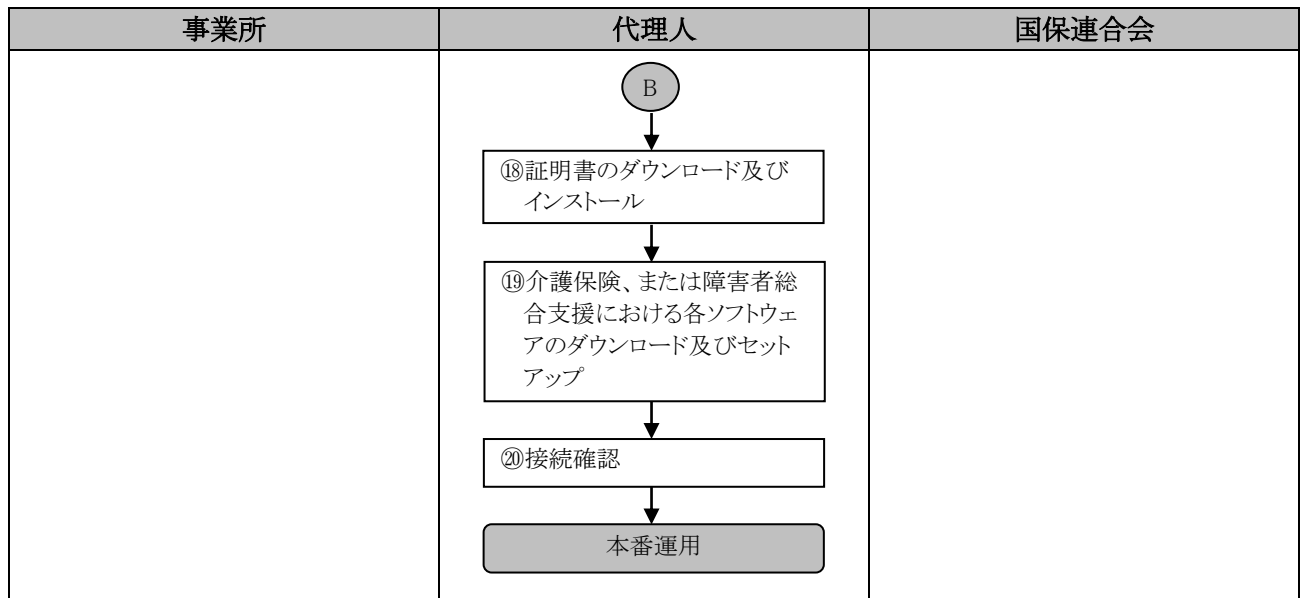 事業所
代理人
国保連合会
B
⑱証明書のダウンロード及び
インストール
⑲介護保険、または障害者総
合支援における各ソフトウェ
アのダウンロード及びセット
アップ
⑳接続確認
本番運用